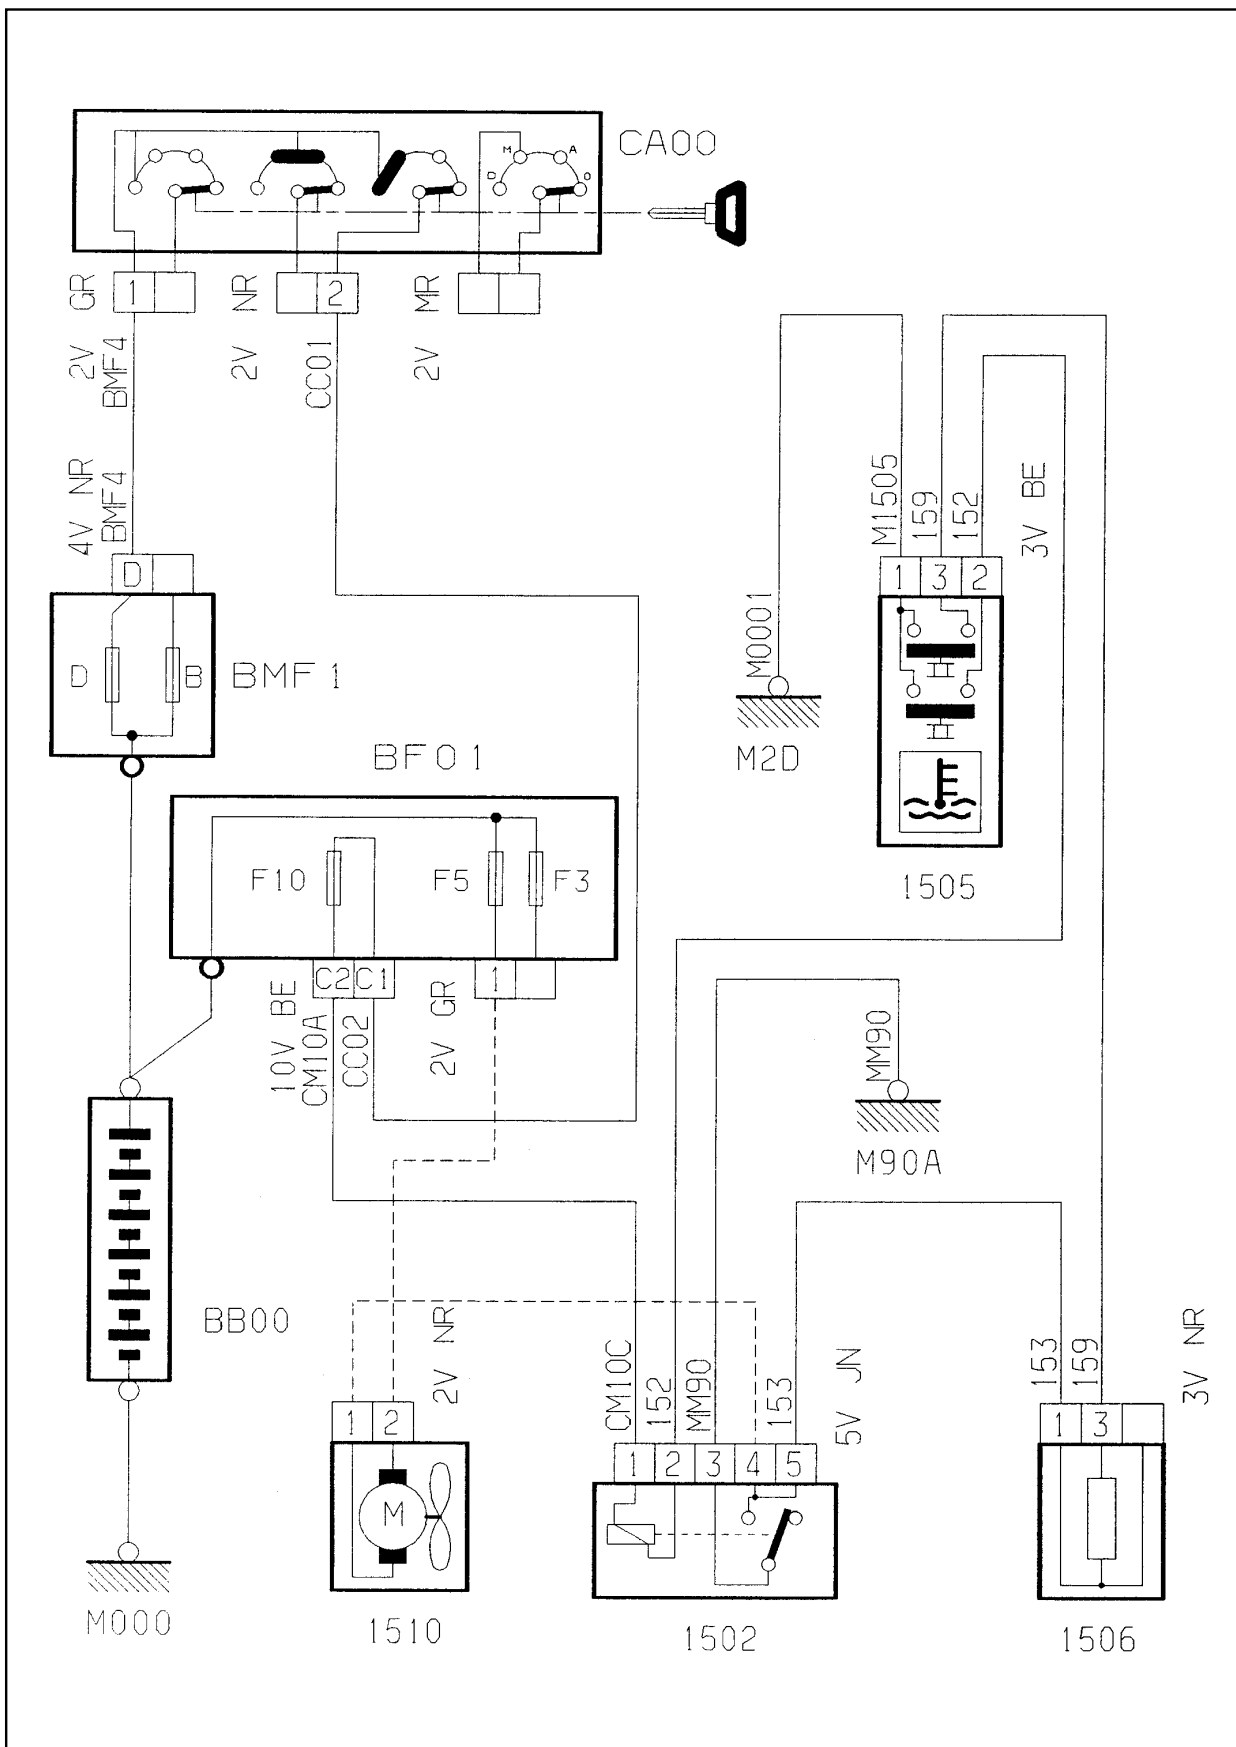 CA00
M
A
D
O
GR
1
NR
2
MR
2V
BMF4
2V
CC01
2V
4V NR
BMF4
D
D
B
BMF1
M1505
159
152
3V BE
1
3
2
M0001
M2D
1505
BF01
F10
F5
F3
C2
C1
1
10V BE
CM10A
CC02
2V GR
MM90
M90A
BB00
2V NR
CM10C
152
MM90
153
5V JN
153
159
3V NR
1
2
1
2
3
4
5
1
3
M
M000
1510
1502
1506